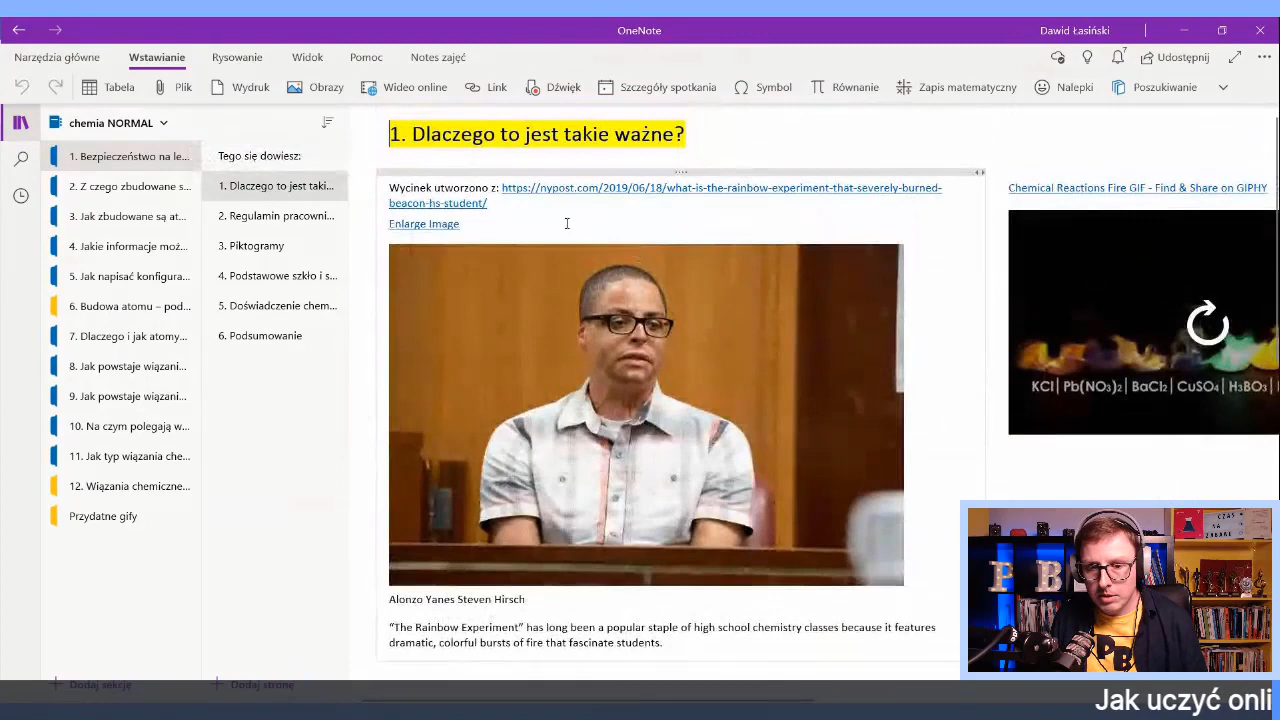 OneNote
Dawid Łasiński
Narzędzia główne
Wstawianie
Rysowanie
Widok
Pomoc
Notes zajęć
7
Udostępnij
Tabela
Plik
Wydruk
Obrazy
Wideo online
Link
Dźwięk
Szczegóły spotkania
Symbol
Równanie
Zapis matematyczny
Nalepki
Poszukiwanie
chemia NORMAL
1. Bezpieczeństwo na le...
2. Z czego zbudowane s...
3. Jak zbudowane są at...
4. Jakie informacje moż...
5. Jak napisać konfigura...
6. Budowa atomu – pod...
7. Dlaczego i jak atomy...
8. Jak powstaje wiązani...
9. Jak powstaje wiązani...
10. Na czym polegają w...
11. Jak typ wiązania che...
12. Wiązania chemiczne...
Przydatne gify
Dodaj sekcję
Tego się dowiesz:
1. Dlaczego to jest taki...
2. Regulamin pracowni...
3. Piktogramy
4. Podstawowe szkło i s...
5. Doświadczenie chem...
6. Podsumowanie
Dodaj stronę
1. Dlaczego to jest takie ważne?
Wycinek utworzono z: https://nypost.com/2019/06/18/what-is-the-rainbow-experiment-that-severely-burned-
beacon-hs-student/
Enlarge Image
Alonzo Yanes Steven Hirsch
“The Rainbow Experiment” has long been a popular staple of high school chemistry classes because it features
dramatic, colorful bursts of fire that fascinate students.
Chemical Reactions Fire GIF - Find & Share on GIPHY
KCl | Pb(NO₃)₂ | BaCl₂ | CuSO₄ | H₃BO₃ |
CZAS
NA
P B
PB
Jak uczyć onli